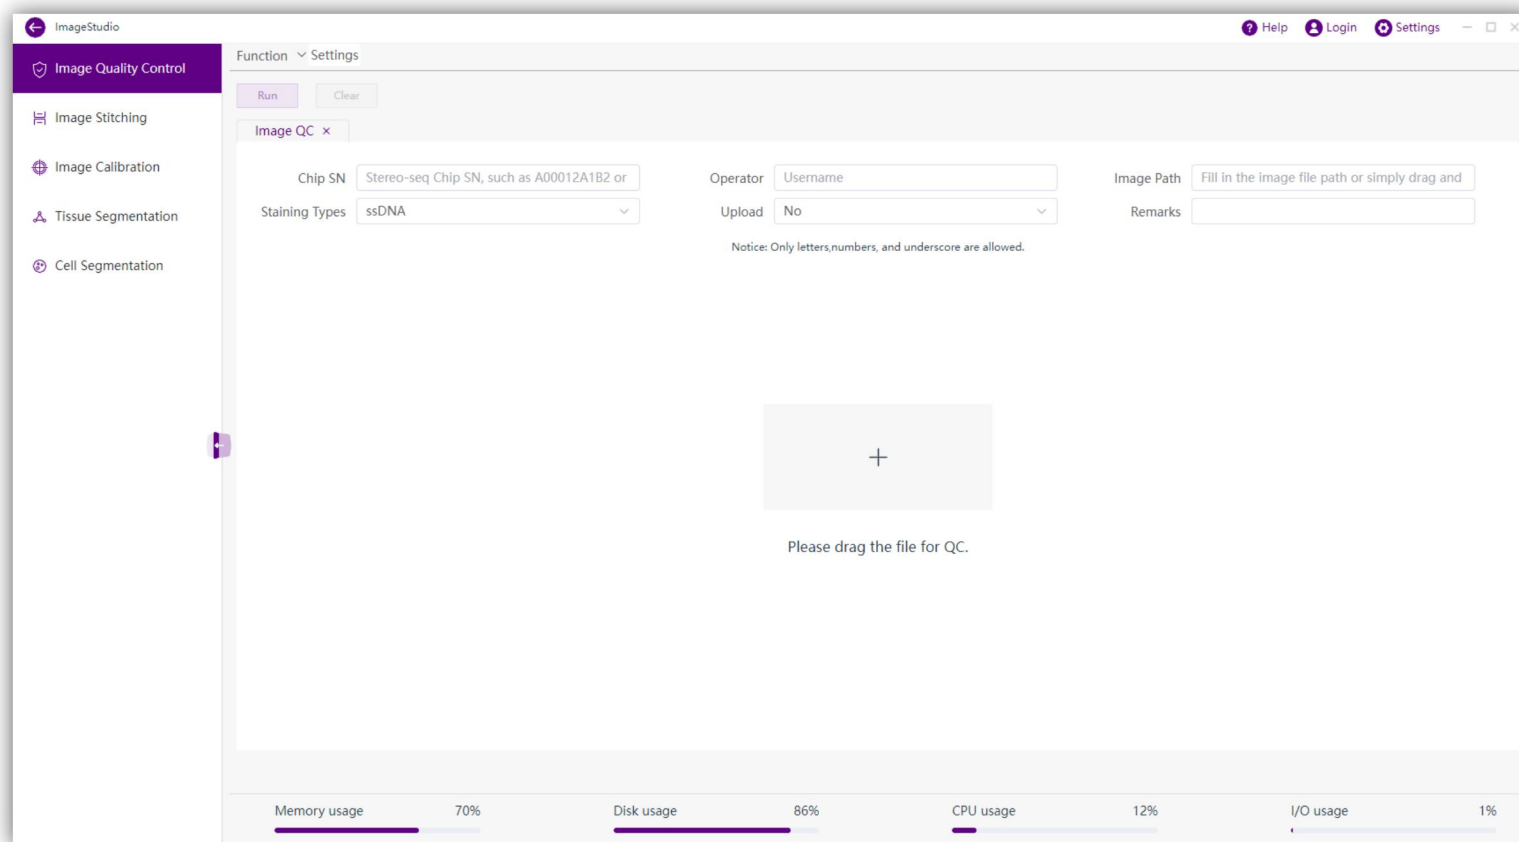 ImageStudio
Help Login Settings
Image Quality Control
Image Stitching
Image Calibration
Tissue Segmentation
Cell Segmentation
Function Settings
Run Clear
Image QC ×
Chip SN Stereo-seq Chip SN, such as A00012A1B2 or Operator Username Image Path Fill in the image file path or simply drag and
Staining Types ssDNA Upload No Remarks
Notice: Only letters,numbers, and underscore are allowed.
+
Please drag the file for QC.
Memory usage 70% Disk usage 86% CPU usage 12% I/O usage 1%